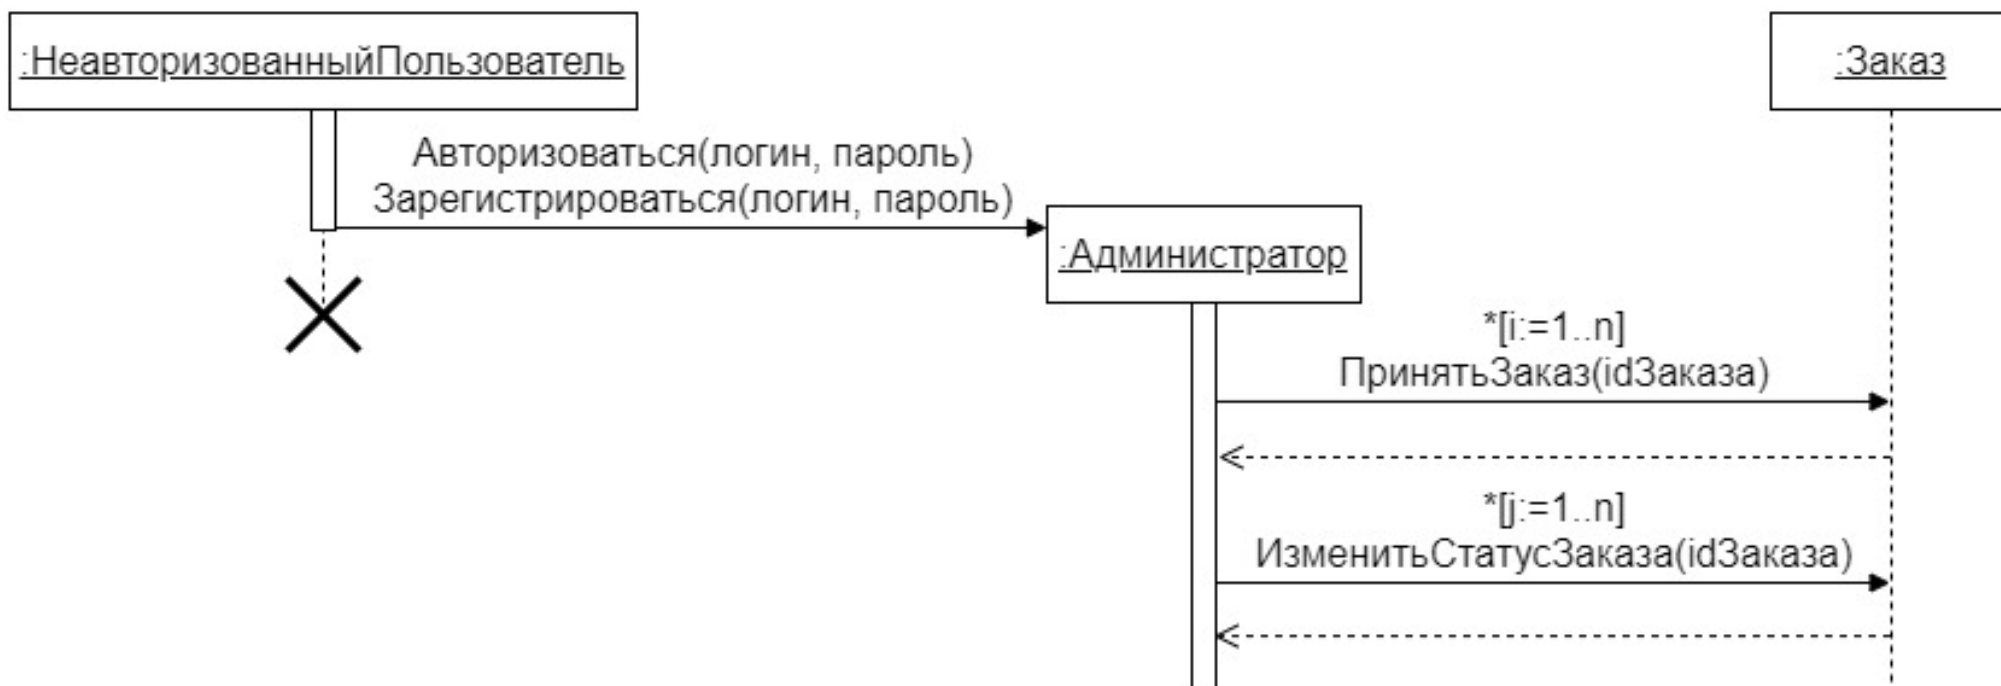 :НеавторизованныйПользователь
:Заказ
Авторизоваться(логин, пароль)
Зарегистрироваться(логин, пароль)
:Администратор
*[i:=1..n]
ПринятьЗаказ(idЗаказа)
*[j:=1..n]
ИзменитьСтатусЗаказа(idЗаказа)